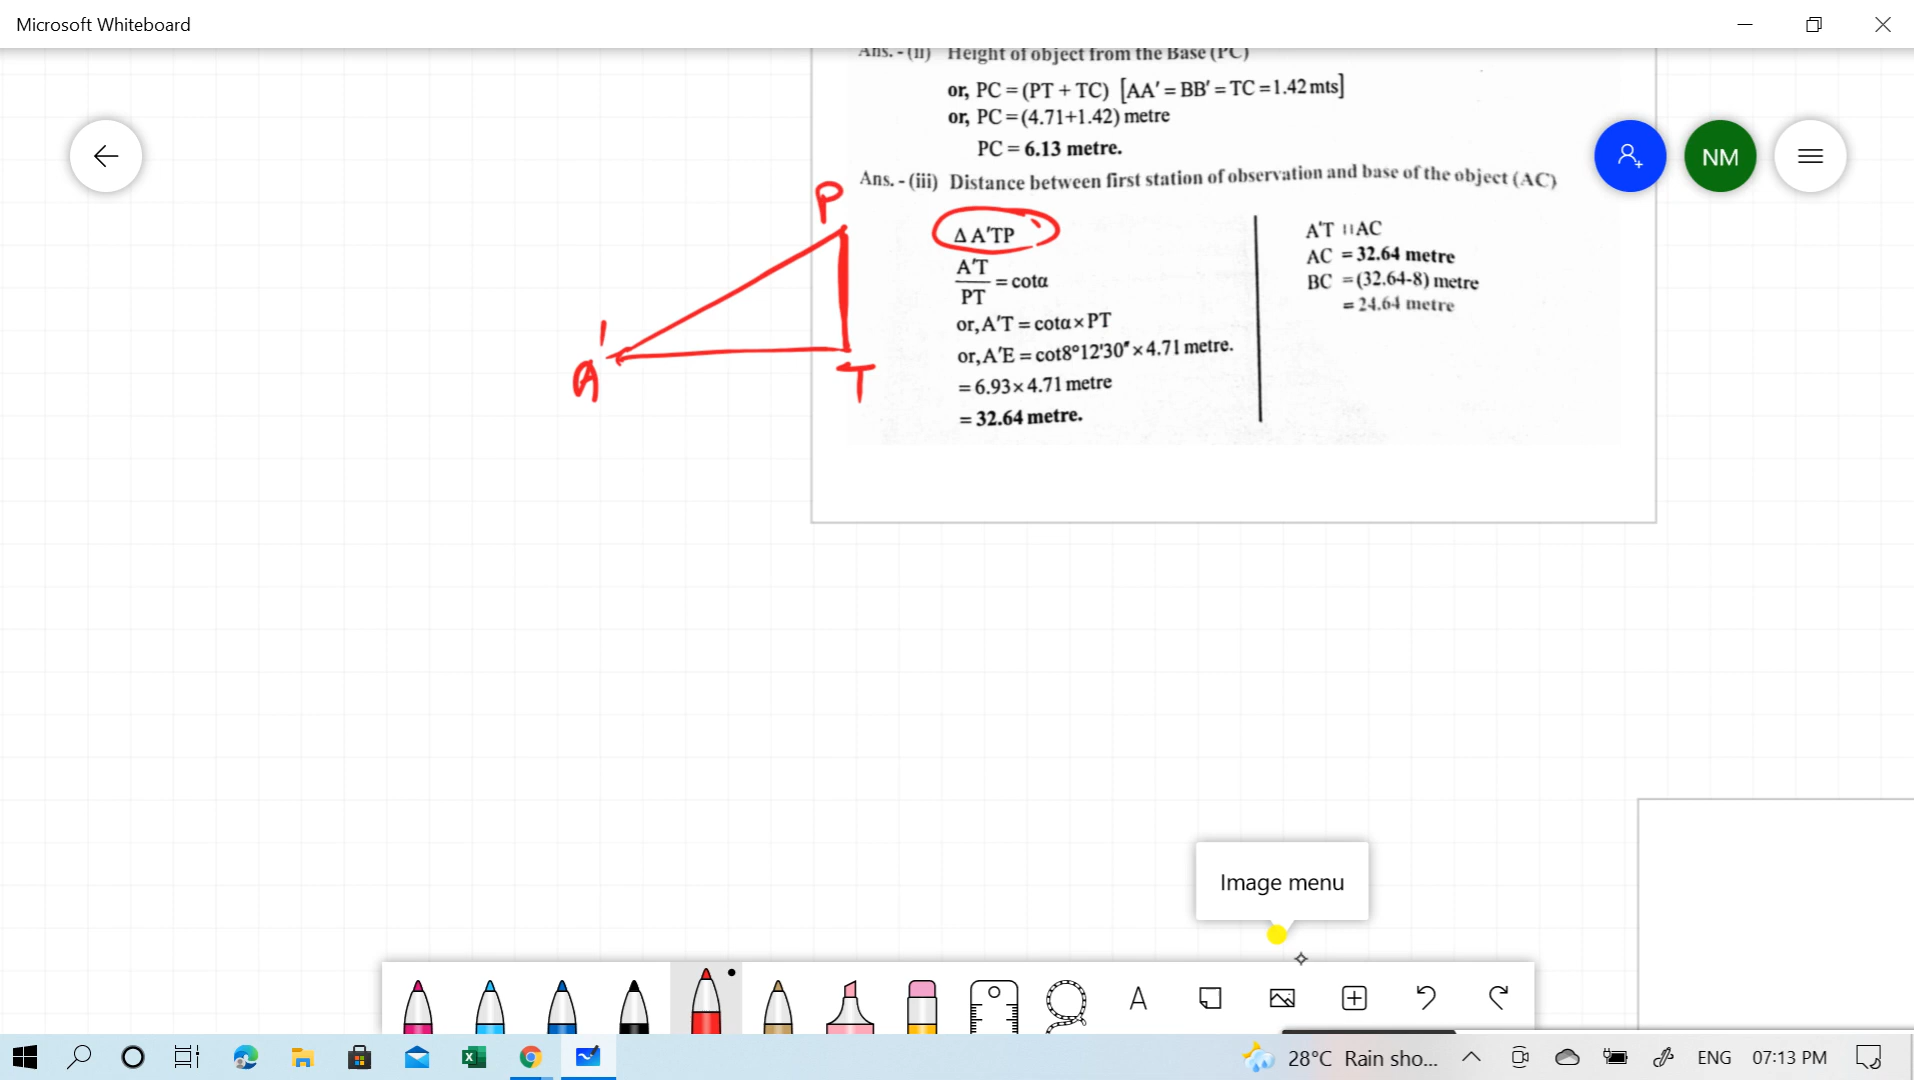 Microsoft Whiteboard
Ans. - (ii) Height of object from the Base (PC)
or, PC = (PT + TC) [AA′ = BB′ = TC = 1.42 mts]
or, PC = (4.71+1.42) metre
PC = 6.13 metre.
Ans. - (iii) Distance between first station of observation and base of the object (AC)
Δ A′TP
A′T
PT
= cotα
or, A′T = cotα × PT
or, A′E = cot8°12′30″ × 4.71 metre.
= 6.93 × 4.71 metre
= 32.64 metre.
A′T ıı AC
AC = 32.64 metre
BC = (32.64-8) metre
= 24.64 metre
P
A'
T
NM
Image menu
A
28°C Rain sho...
ENG
07:13 PM